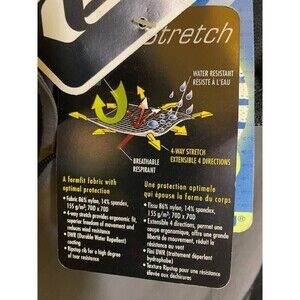 Stretch
WATER RESISTANT
RÉSISTE À L'EAU
4-WAY STRETCH
EXTENSIBLE 4 DIRECTIONS
BREATHABLE
RESPIRANT
A formfit fabric with
optimal protection
• Fabric 86% nylon, 14% spandex,
155 g/m²; 70D x 70D
• 4-way stretch provides ergonomic fit,
superior freedom of movement and
reduces wind resistance
• DWR (Durable Water Repellent)
coating
• Ripstop rib for a high degree
of tear resistance
Une protection optimale
qui épouse la forme du corps
• Tissu 86% nylon, 14% spandex,
155 g/m²; 70D x 70D
• Extensible 4 directions, permet une
coupe ergonomique, offre une grande
liberté de mouvement, réduit la
résistance au vent
• Fini DWR (traitement déperlant
hydrophobe)
• Texture Ripstop pour une résistance
élevée aux déchirures